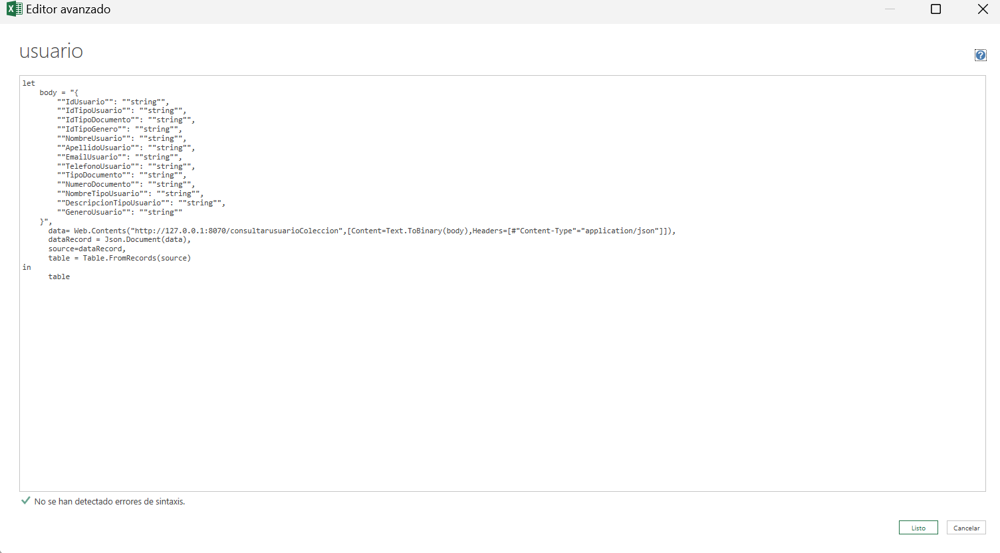 Editor avanzado
usuario
let
    body = "{
        ""IdUsuario"": ""string"",
        ""IdTipoUsuario"": ""string"",
        ""IdTipoDocumento"": ""string"",
        ""IdTipoGenero"": ""string"",
        ""NombreUsuario"": ""string"",
        ""ApellidoUsuario"": ""string"",
        ""EmailUsuario"": ""string"",
        ""TelefonoUsuario"": ""string"",
        ""TipoDocumento"": ""string"",
        ""NumeroDocumento"": ""string"",
        ""NombreTipoUsuario"": ""string"",
        ""DescripcionTipoUsuario"": ""string"",
        ""GeneroUsuario"": ""string""
    }",
      data= Web.Contents("http://127.0.0.1:8070/consultarusuarioColeccion",[Content=Text.ToBinary(body),Headers=[#"Content-Type"="application/json"]]),
      dataRecord = Json.Document(data),
      source=dataRecord,
      table = Table.FromRecords(source)
in
      table
No se han detectado errores de sintaxis.
Listo
Cancelar